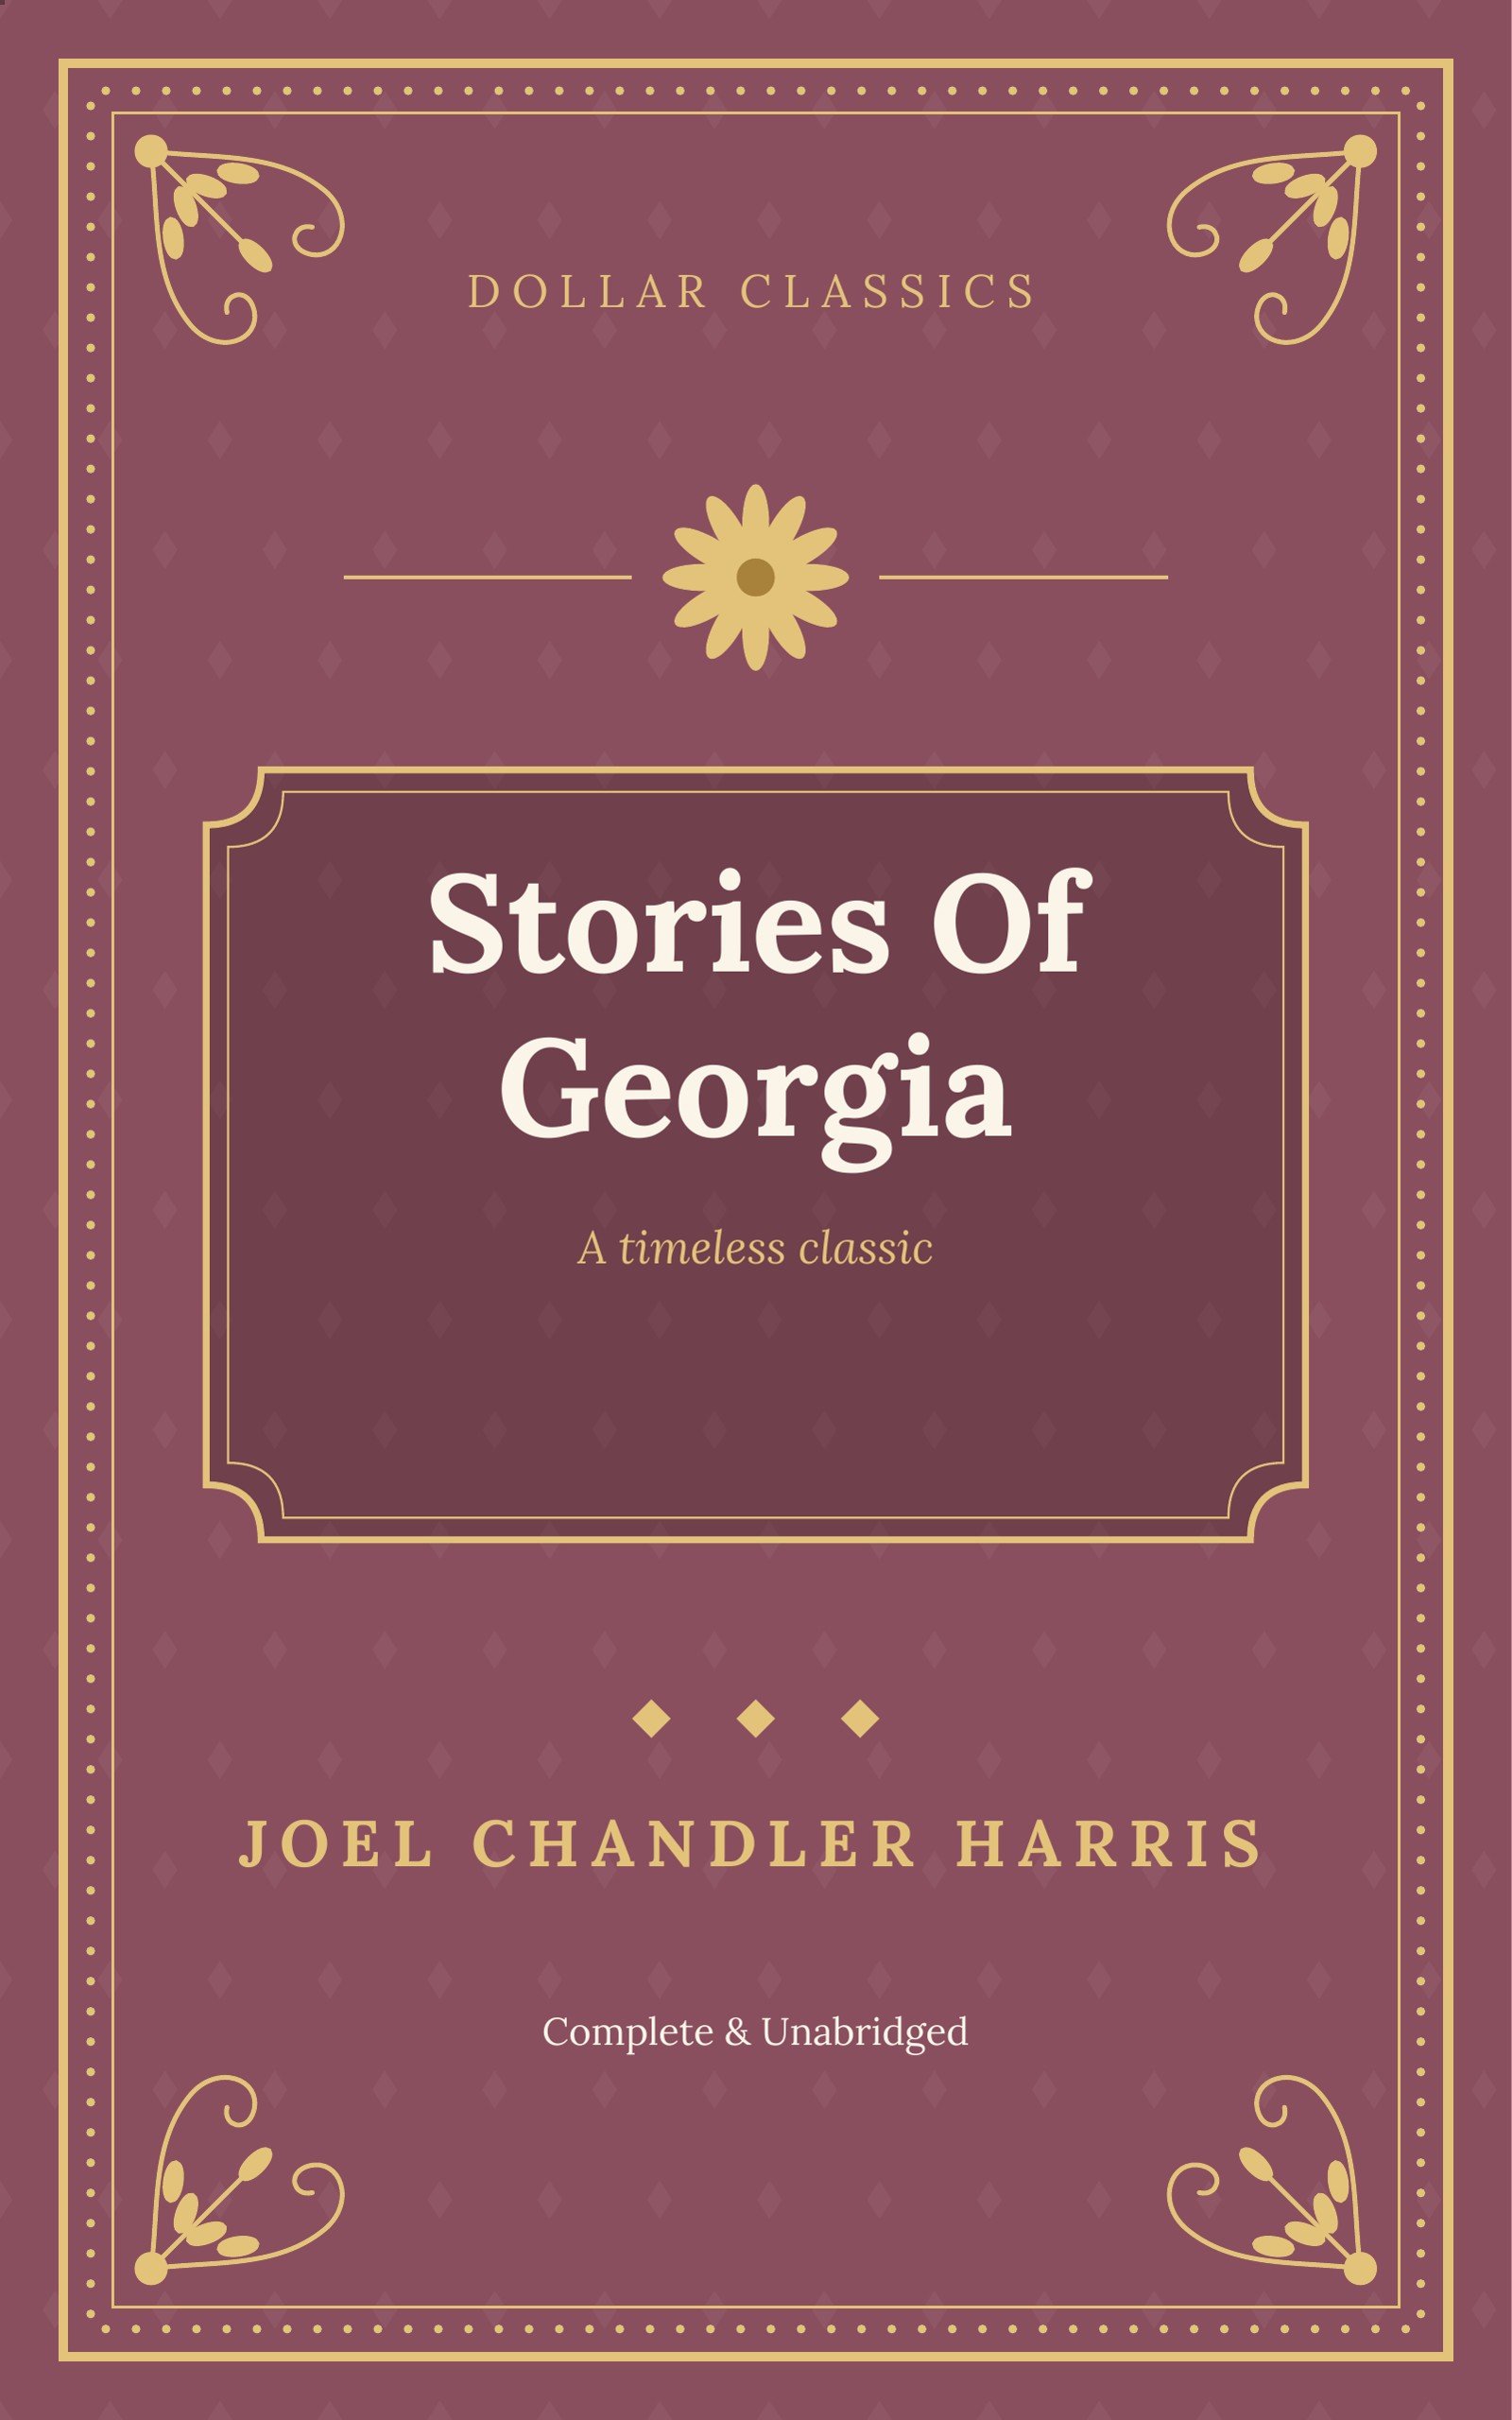 DOLLAR CLASSICS
Stories Of
Georgia
A timeless classic
JOEL CHANDLER HARRIS
Complete & Unabridged